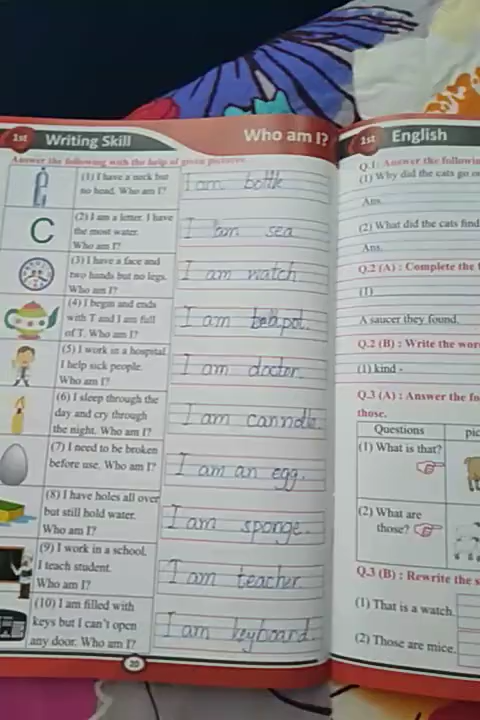 1st Writing Skill Who am I?
Answer the following with the help of given pictures
(1) I have a neck but
no head. Who am I?
I am bottle
(2) I am a letter. I have
the most water.
Who am I?
C
I am sea
(3) I have a face and
two hands but no legs.
Who am I?
I am watch.
(4) I begin and ends
with T and I am full
of T. Who am I?
I am
(5) I work in a hospital
I help sick people.
Who am I?
I am doctor.
(6) I sleep through the
day and cry through
the night. Who am I?
I am canndle.
(7) I need to be broken
before use. Who am I?
I am an egg.
(8) I have holes all over
but still hold water.
Who am I?
I am sponge.
(9) I work in a school.
I teach student.
Who am I?
I am teacher.
(10) I am filled with
keys but I can't open
any door. Who am I?
I am keyboard.
20
1st English
Q.1: Answer the
(1) Why did the cats go
Ans.
(2) What did the cats find
Ans.
Q.2 (A) : Complete the
(1)
A saucer they found.
Q.2 (B) : Write the
(1) kind -
Q.3 (A) : Answer the
those.
Questions
(1) What is that?
(2) What are
those?
Q.3 (B) : Rewrite the
(1) That is a watch.
(2) Those are mice.